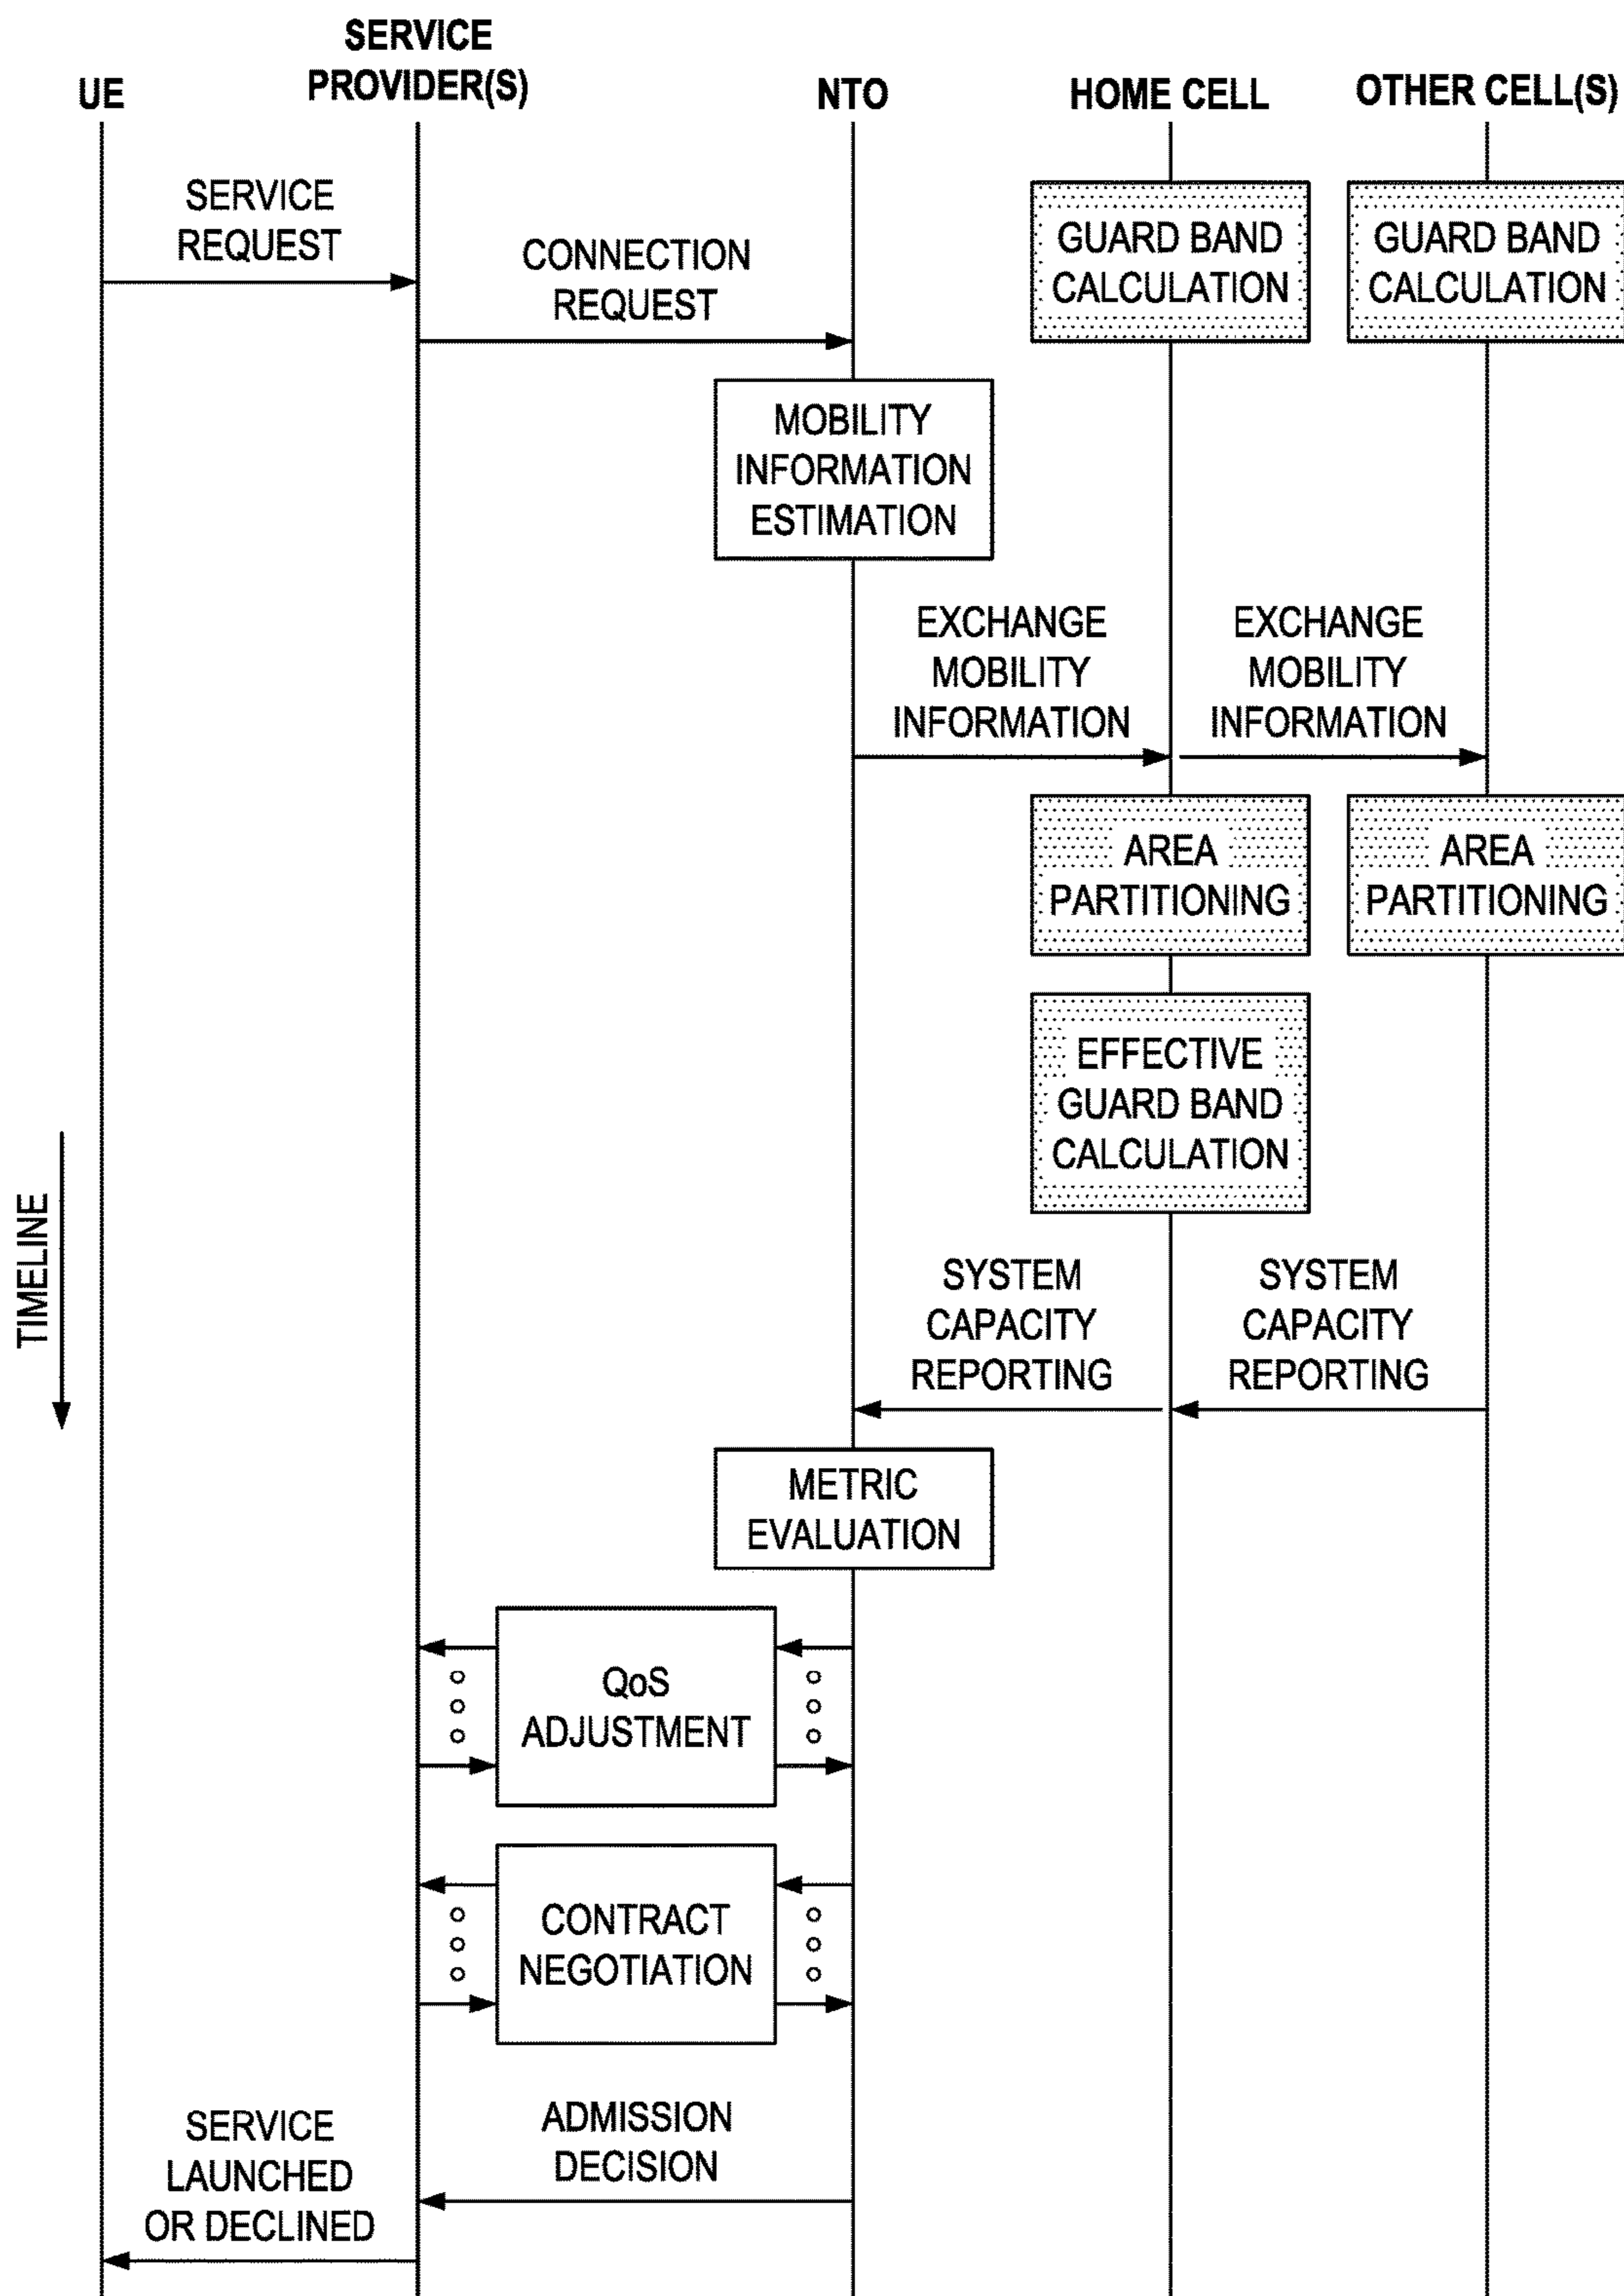 UE
SERVICE
PROVIDER(S)
NTO
HOME CELL
OTHER CELL(S)
SERVICE
REQUEST
CONNECTION
REQUEST
GUARD BAND
CALCULATION
GUARD BAND
CALCULATION
MOBILITY
INFORMATION
ESTIMATION
EXCHANGE
MOBILITY
INFORMATION
EXCHANGE
MOBILITY
INFORMATION
AREA
PARTITIONING
AREA
PARTITIONING
EFFECTIVE
GUARD BAND
CALCULATION
TIMELINE
SYSTEM
CAPACITY
REPORTING
SYSTEM
CAPACITY
REPORTING
METRIC
EVALUATION
QoS
ADJUSTMENT
CONTRACT
NEGOTIATION
ADMISSION
DECISION
SERVICE
LAUNCHED
OR DECLINED